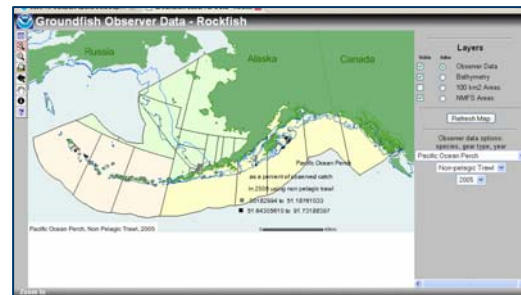 Groundfish Observer Data - Rockfish
Russia
Alaska
Canada
Pacific Ocean Perch
as a percent of observed catch
in 2005 using non pelagic trawl
Pacific Ocean Perch, Non Pelagic Trawl, 2005
Layers
Visible Active
Observer Data
Bathymetry
100 km2 Areas
NMFS Areas
Refresh Map
Observer data options:
species, gear type, year
Pacific Ocean Perch
Non-pelagic Trawl
2005
Zoom In